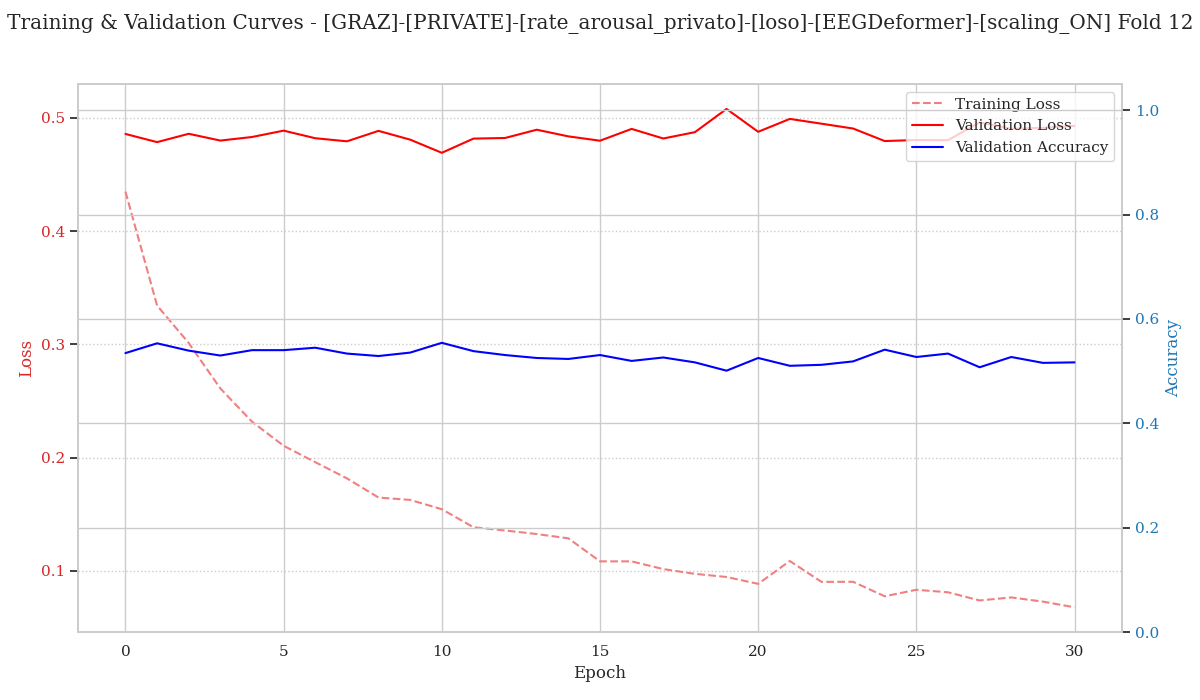 Training & Validation Curves - [GRAZ]-[PRIVATE]-[rate_arousal_privato]-[loso]-[EEGDeformer]-[scaling_ON] Fold 12
Training Loss
Validation Loss
Validation Accuracy
Loss
0.5
0.4
0.3
0.2
0.1
1.0
0.8
0.6
0.4
0.2
0.0
Accuracy
0 5 10 15 20 25 30
Epoch